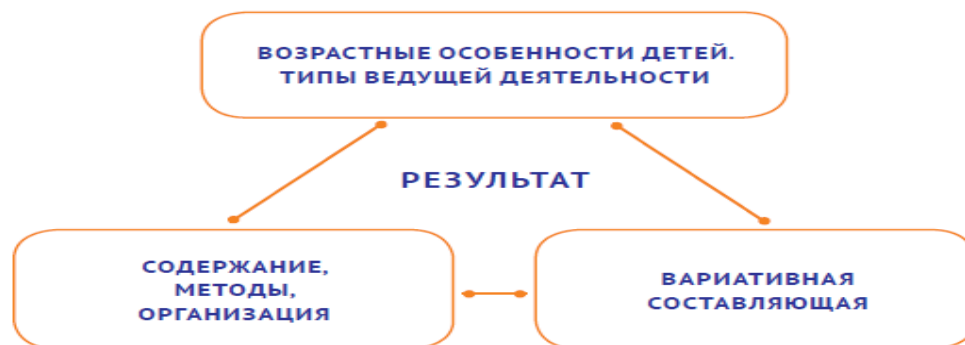 ВОЗРАСТНЫЕ ОСОБЕННОСТИ ДЕТЕЙ.
ТИПЫ ВЕДУЩЕЙ ДЕЯТЕЛЬНОСТИ
РЕЗУЛЬТАТ
СОДЕРЖАНИЕ,
МЕТОДЫ,
ОРГАНИЗАЦИЯ
ВАРИАТИВНАЯ
СОСТАВЛЯЮЩАЯ